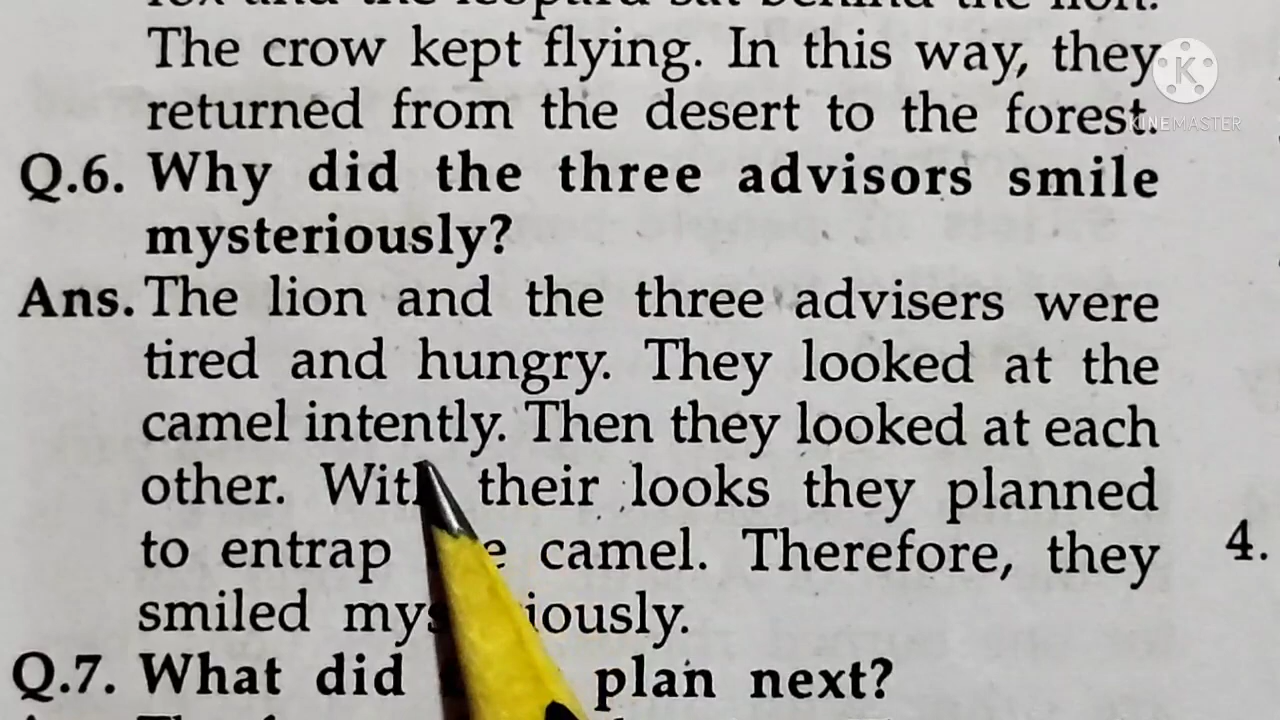 The crow kept flying. In this way, they
returned from the desert to the forest.
Q.6. Why did the three advisors smile
mysteriously?
Ans. The lion and the three advisers were
tired and hungry. They looked at the
camel intently. Then they looked at each
other. With their looks they planned
to entrap camel. Therefore, they
smiled mysteriously.
Q.7. What did plan next?
4.
K
KINEMASTER